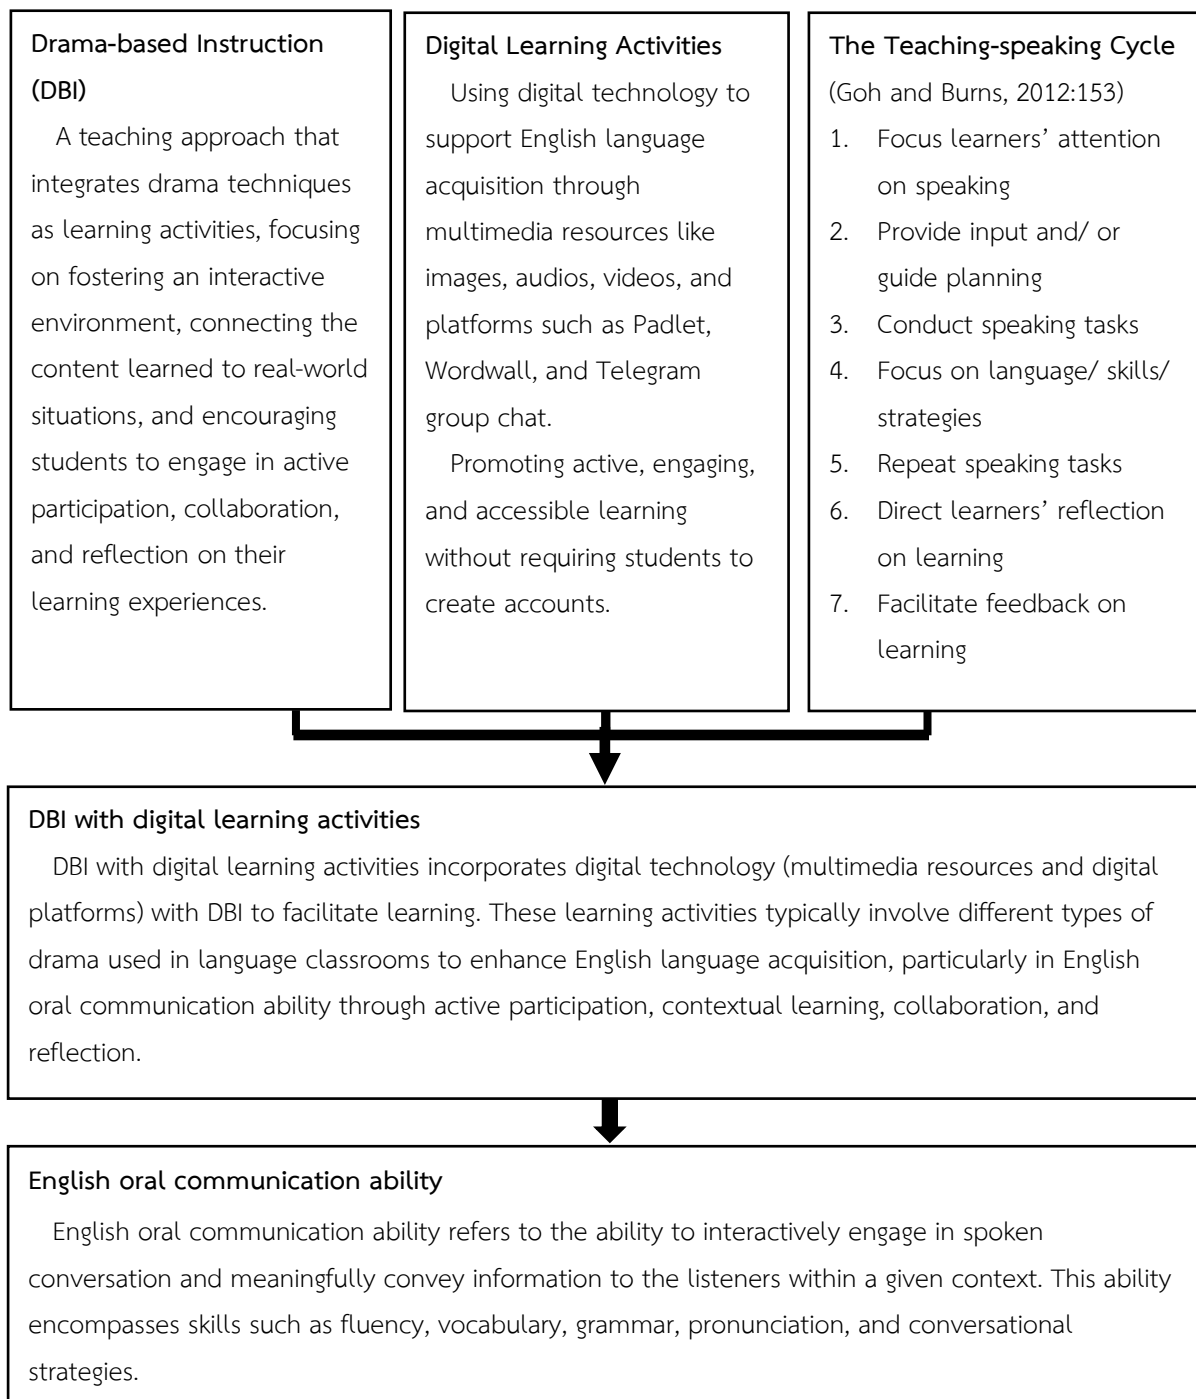 Drama-based Instruction
(DBI)
A teaching approach that
integrates drama techniques
as learning activities, focusing
on fostering an interactive
environment, connecting the
content learned to real-world
situations, and encouraging
students to engage in active
participation, collaboration,
and reflection on their
learning experiences.
Digital Learning Activities
Using digital technology to
support English language
acquisition through
multimedia resources like
images, audios, videos, and
platforms such as Padlet,
Wordwall, and Telegram
group chat.
Promoting active, engaging,
and accessible learning
without requiring students to
create accounts.
The Teaching-speaking Cycle
(Goh and Burns, 2012:153)
1. Focus learners’ attention
on speaking
2. Provide input and/ or
guide planning
3. Conduct speaking tasks
4. Focus on language/ skills/
strategies
5. Repeat speaking tasks
6. Direct learners’ reflection
on learning
7. Facilitate feedback on
learning
DBI with digital learning activities
DBI with digital learning activities incorporates digital technology (multimedia resources and digital
platforms) with DBI to facilitate learning. These learning activities typically involve different types of
drama used in language classrooms to enhance English language acquisition, particularly in English
oral communication ability through active participation, contextual learning, collaboration, and
reflection.
English oral communication ability
English oral communication ability refers to the ability to interactively engage in spoken
conversation and meaningfully convey information to the listeners within a given context. This ability
encompasses skills such as fluency, vocabulary, grammar, pronunciation, and conversational
strategies.